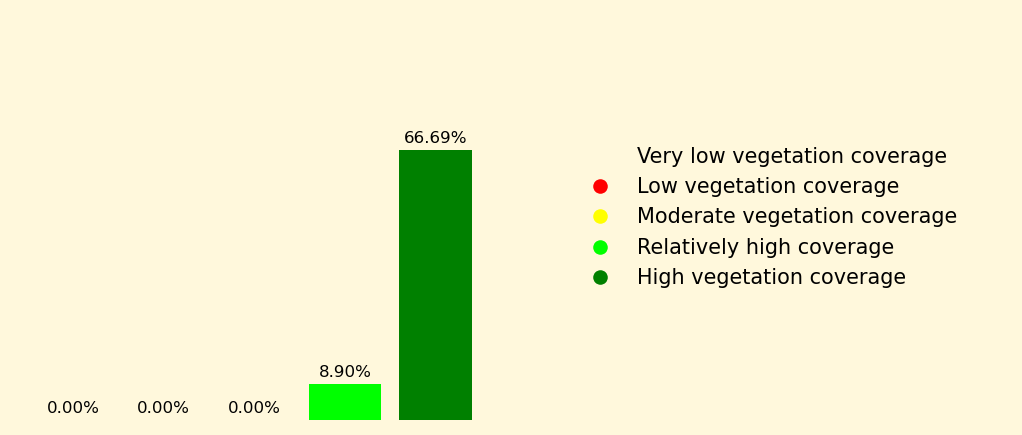 66.69%
Very low vegetation coverage
Low vegetation coverage
Moderate vegetation coverage
Relatively high coverage
High vegetation coverage
8.90%
0.00% 0.00% 0.00%